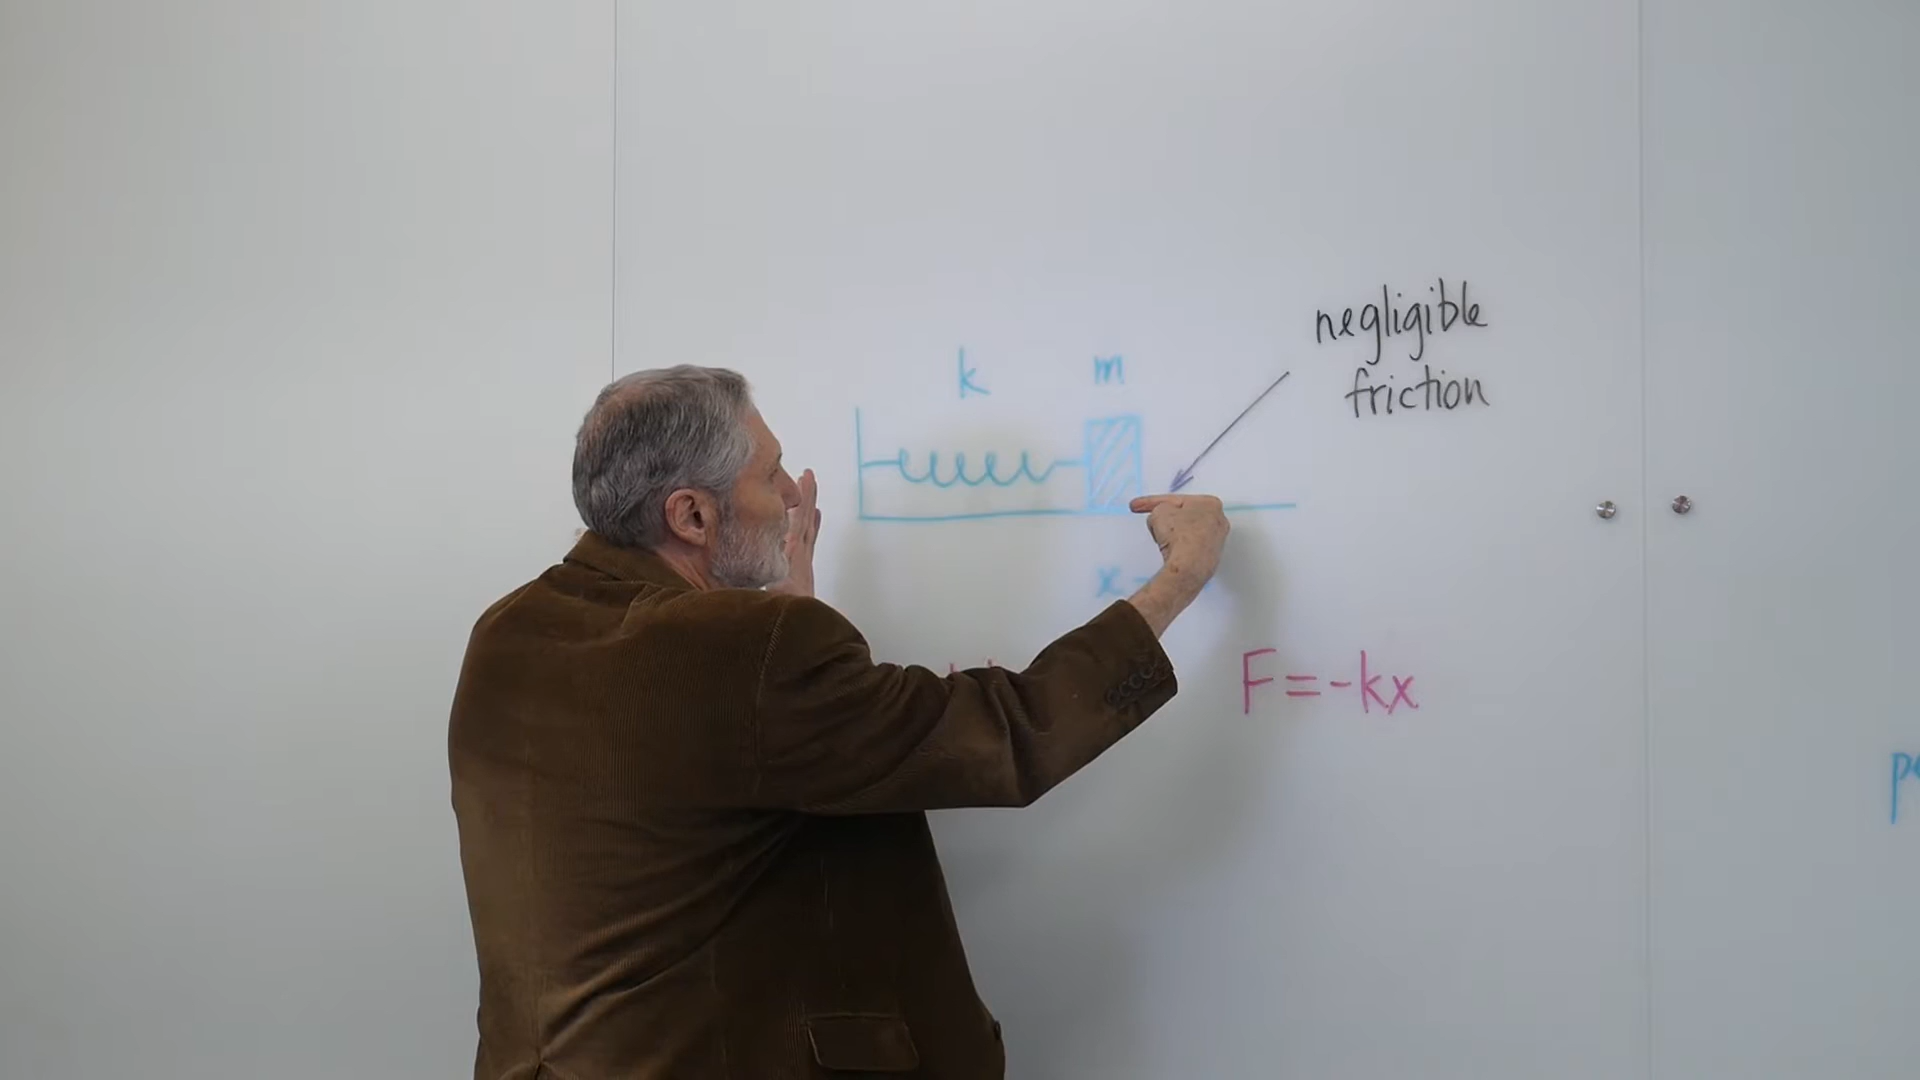 negligible
friction
k m
x
F=-kx